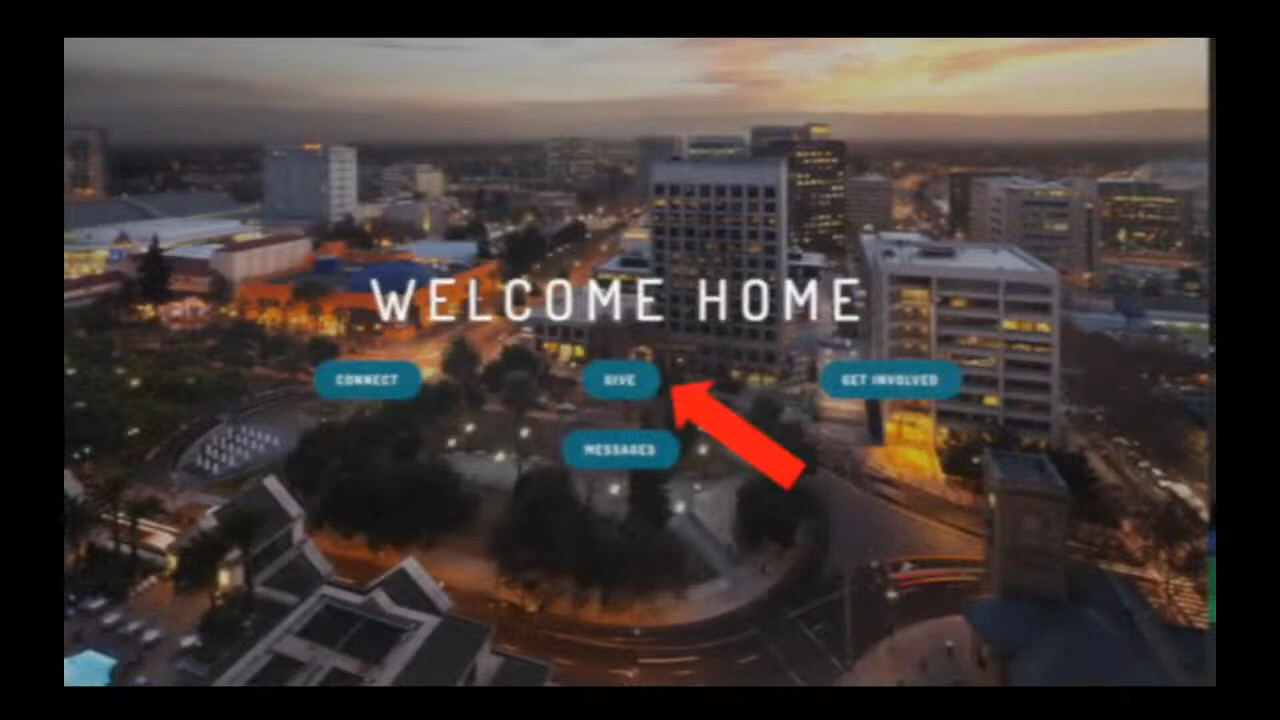 WELCOME HOME
CONNECT
GIVE
GET INVOLVED
MESSAGES